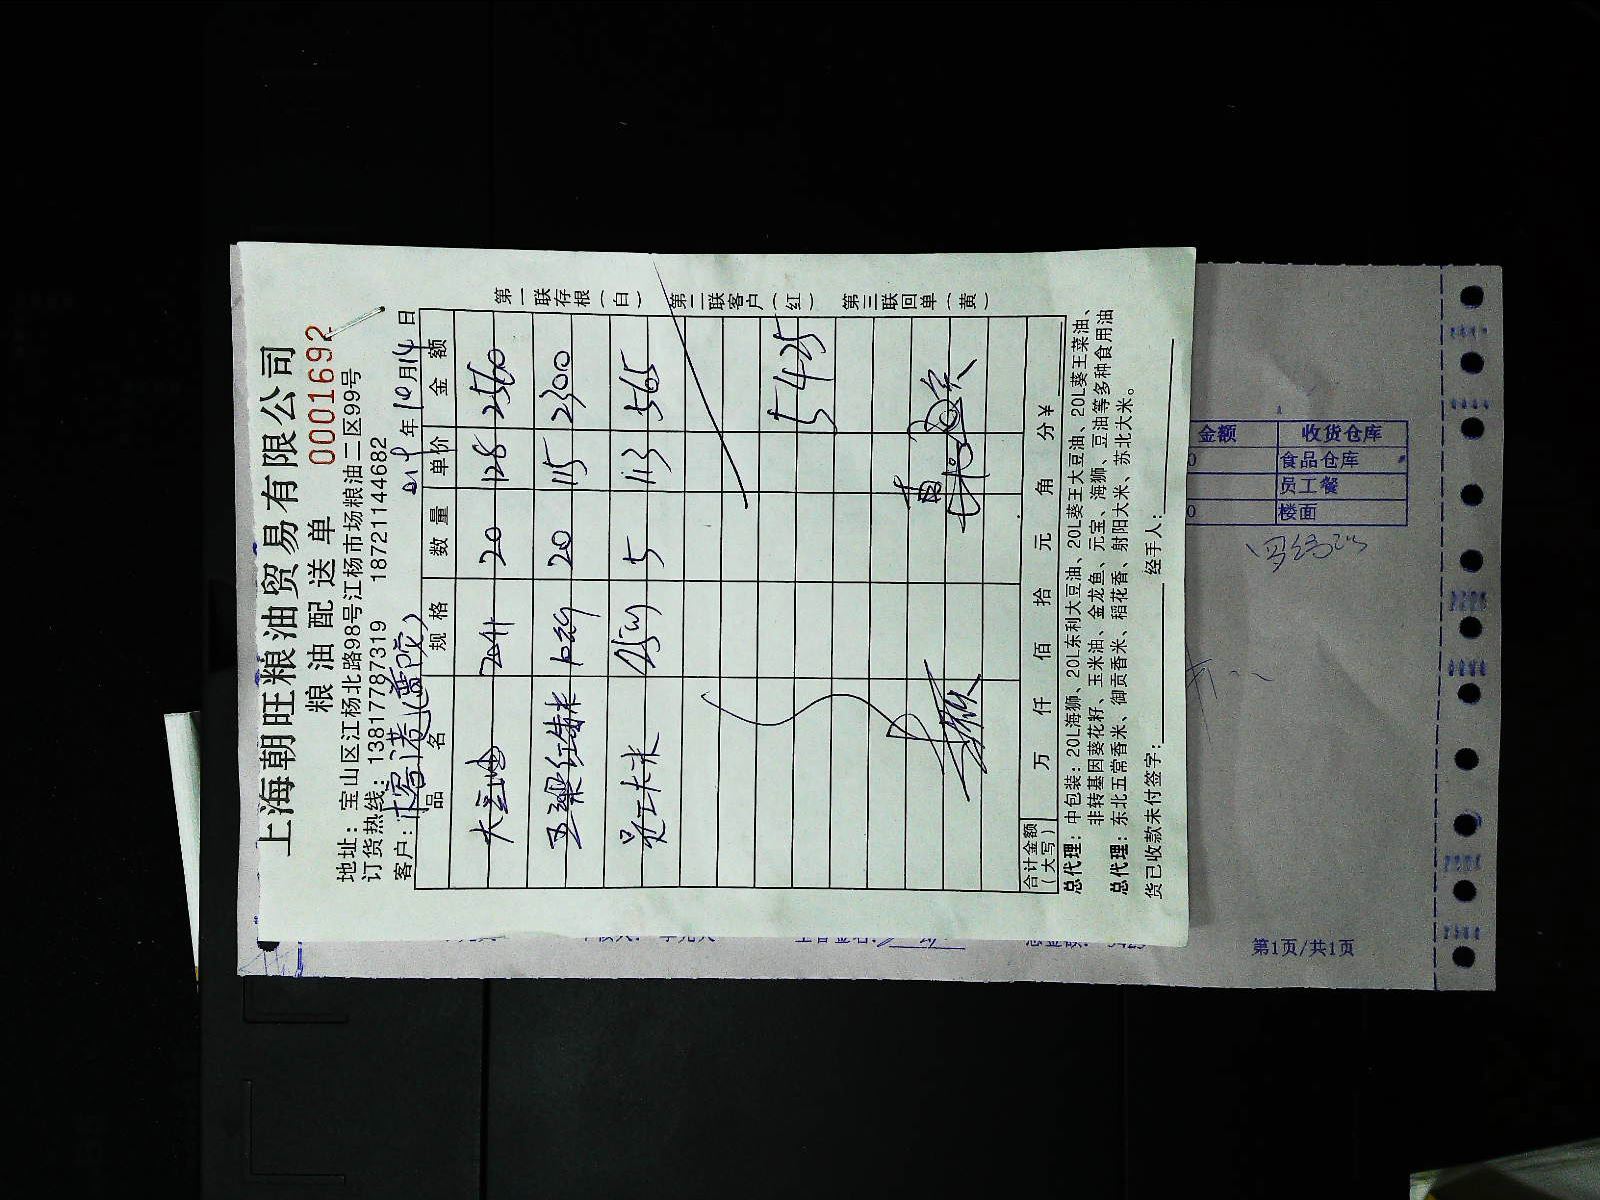 上海朝旺粮油贸易有限公司
粮油配送单 0001692
地址：宝山区江杨北路98号江杨市场粮油二区99号
订货热线：13817787319 18721144682
年10月14日
品名 规格 数量 单价 金额
大豆油 20升 20 128 2560
20 115 2300
大米 5 113 565
5425
合计金额（大写） 万 仟 佰 拾 元 角 分 ¥
总代理：中包装：20L海狮、20L东利大豆油、20L葵王大豆油、20L葵王菜油、
非转基因葵花籽、玉米油、金龙鱼、元宝、海狮、豆油等多种食用油
总代理：东北五常香米、御贡香米、稻花香、射阳大米、苏北大米。
货已收款未付签字： 经手人：
第一联存根（白） 第二联客户（红） 第三联回单（黄）
金额 收货仓库
食品仓库
员工餐
0 楼面
第1页/共1页